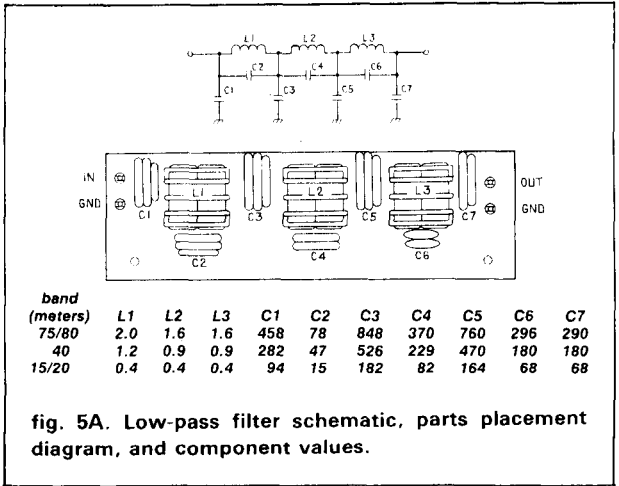 L1 L2 L3
C2 C4 C6
C1 C3 C5 C7
IN L1 L2 L3 OUT
GND C1 C3 C5 C7 GND
C2 C4 C6
band
(meters) L1 L2 L3 C1 C2 C3 C4 C5 C6 C7
75/80 2.0 1.6 1.6 458 78 848 370 760 296 290
40 1.2 0.9 0.9 282 47 526 229 470 180 180
15/20 0.4 0.4 0.4 94 15 182 82 164 68 68
fig. 5A. Low-pass filter schematic, parts placement
diagram, and component values.